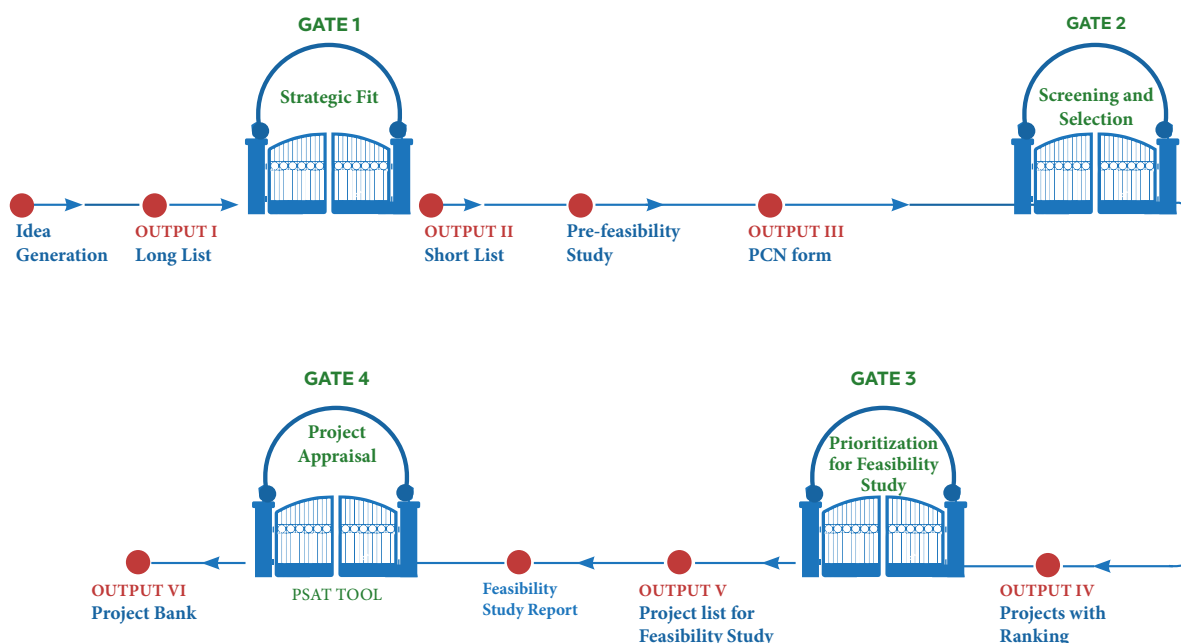 GATE 1
Strategic Fit
GATE 2
Screening and
Selection
Idea
Generation
OUTPUT I
Long List
OUTPUT II
Short List
Pre-feasibility
Study
OUTPUT III
PCN form
GATE 4
Project
Appraisal
PSAT TOOL
GATE 3
Prioritization
for Feasibility
Study
OUTPUT VI
Project Bank
Feasibility
Study Report
OUTPUT V
Project list for
Feasibility Study
OUTPUT IV
Projects with
Ranking